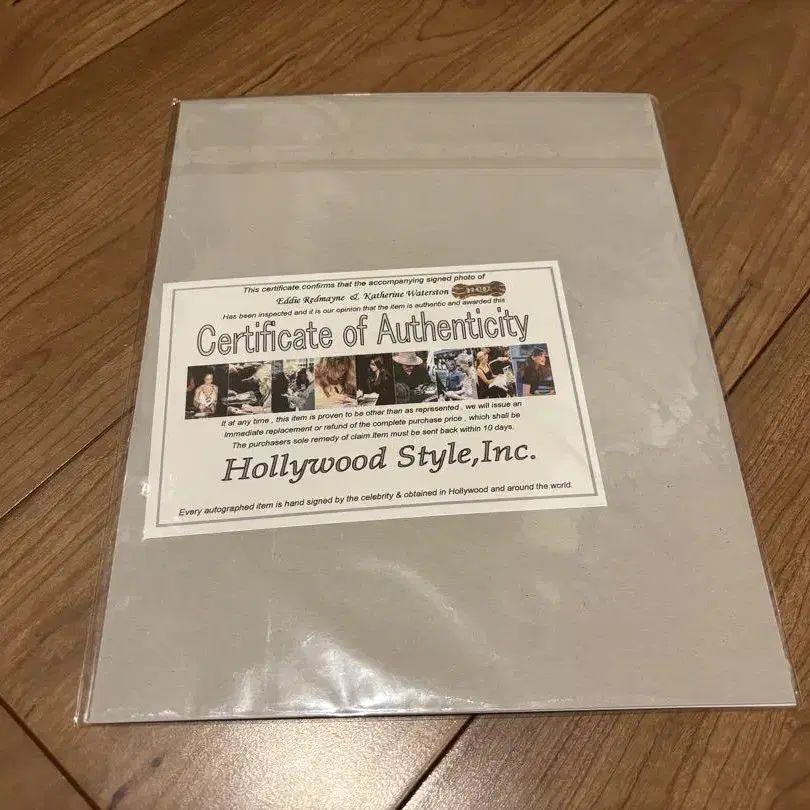 This certificate confirms that the accompanying signed photo of
Eddie Redmayne & Katherine Waterston
Has been inspected and it is our opinion that the item is authentic and awarded this
Certificate of Authenticity
It at any time , this item is proven to be other than as represented , we will issue an
Immediate replacement or refund of the complete purchase price , which shall be
The purchasers sole remedy of claim Item must be sent back within 10 days.
Hollywood Style,Inc.
Every autographed item is hand signed by the celebrity & obtained in Hollywood and around the world.